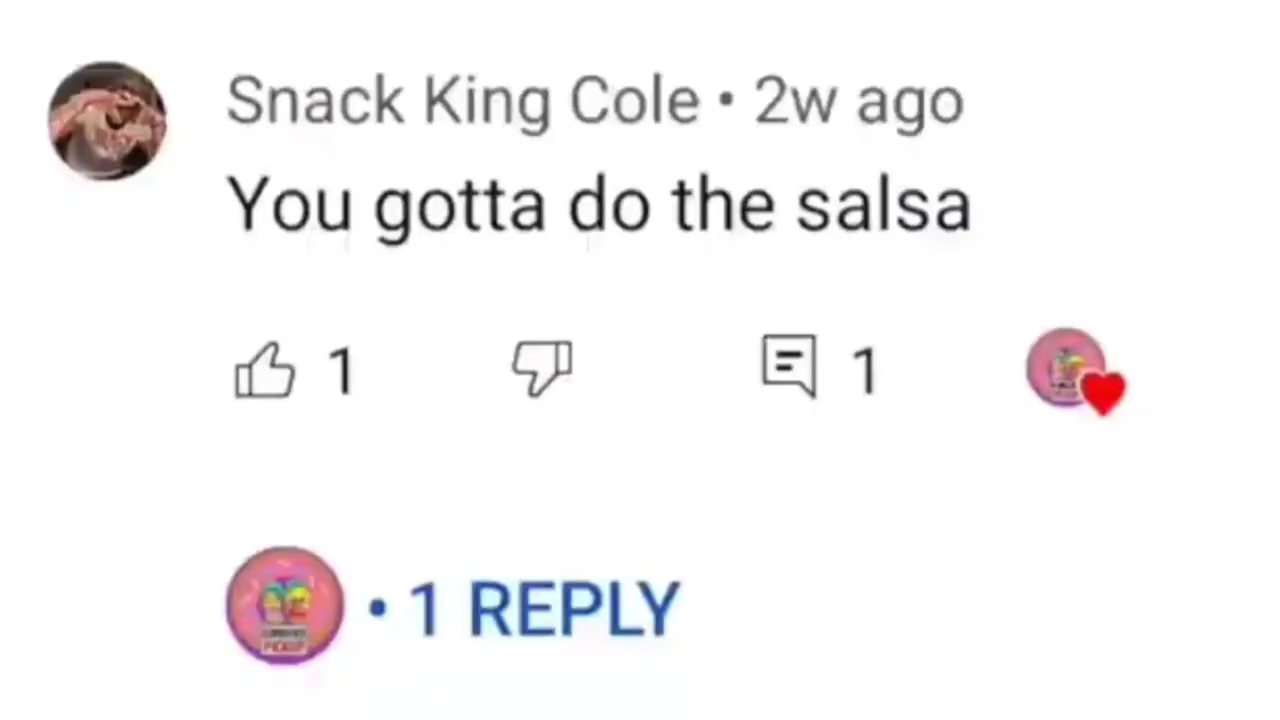 Snack King Cole • 2w ago
You gotta do the salsa
1 1
• 1 REPLY